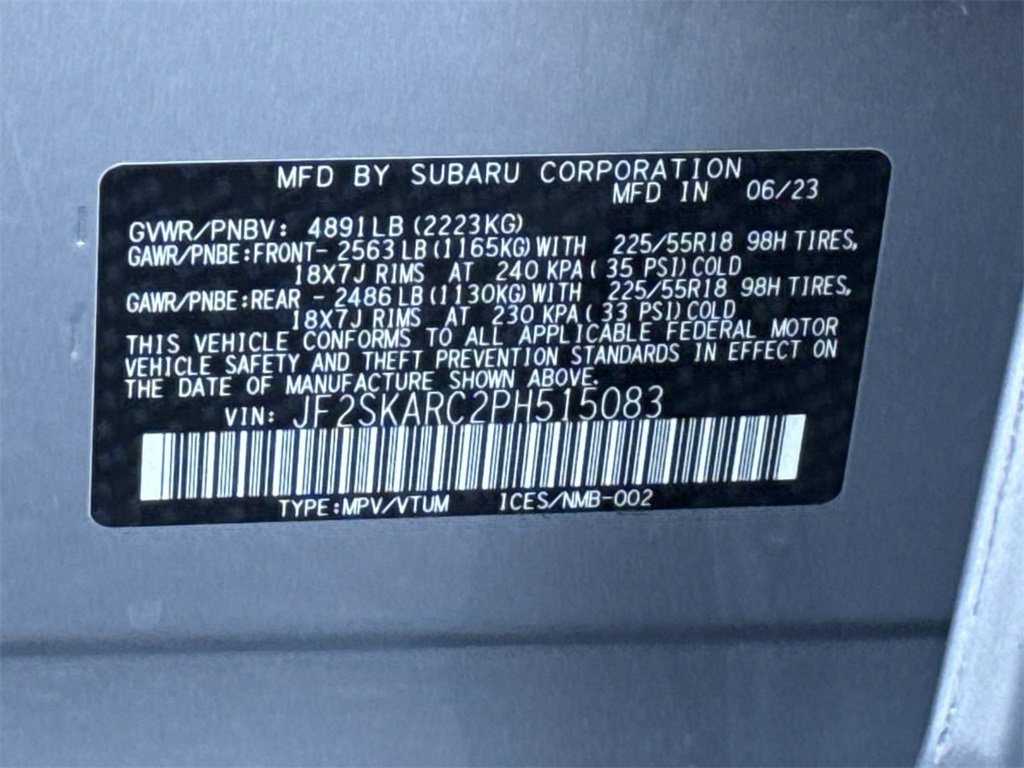 MFD BY SUBARU CORPORATION
MFD IN 06/23
GVWR/PNBV: 4891LB (2223KG)
GAWR/PNBE:FRONT- 2563LB(1165KG)WITH 225/55R18 98H TIRES,
18X7J RIMS AT 240 KPA( 35 PSI)COLD
GAWR/PNBE:REAR - 2486LB(1130KG)WITH 225/55R18 98H TIRES,
18X7J RIMS AT 230 KPA( 33 PSI)COLD
THIS VEHICLE CONFORMS TO ALL APPLICABLE FEDERAL MOTOR
VEHICLE SAFETY AND THEFT PREVENTION STANDARDS IN EFFECT ON
THE DATE OF MANUFACTURE SHOWN ABOVE.
VIN: JF2SKARC2PH515083
TYPE:MPV/VTUM ICES/NMB-002